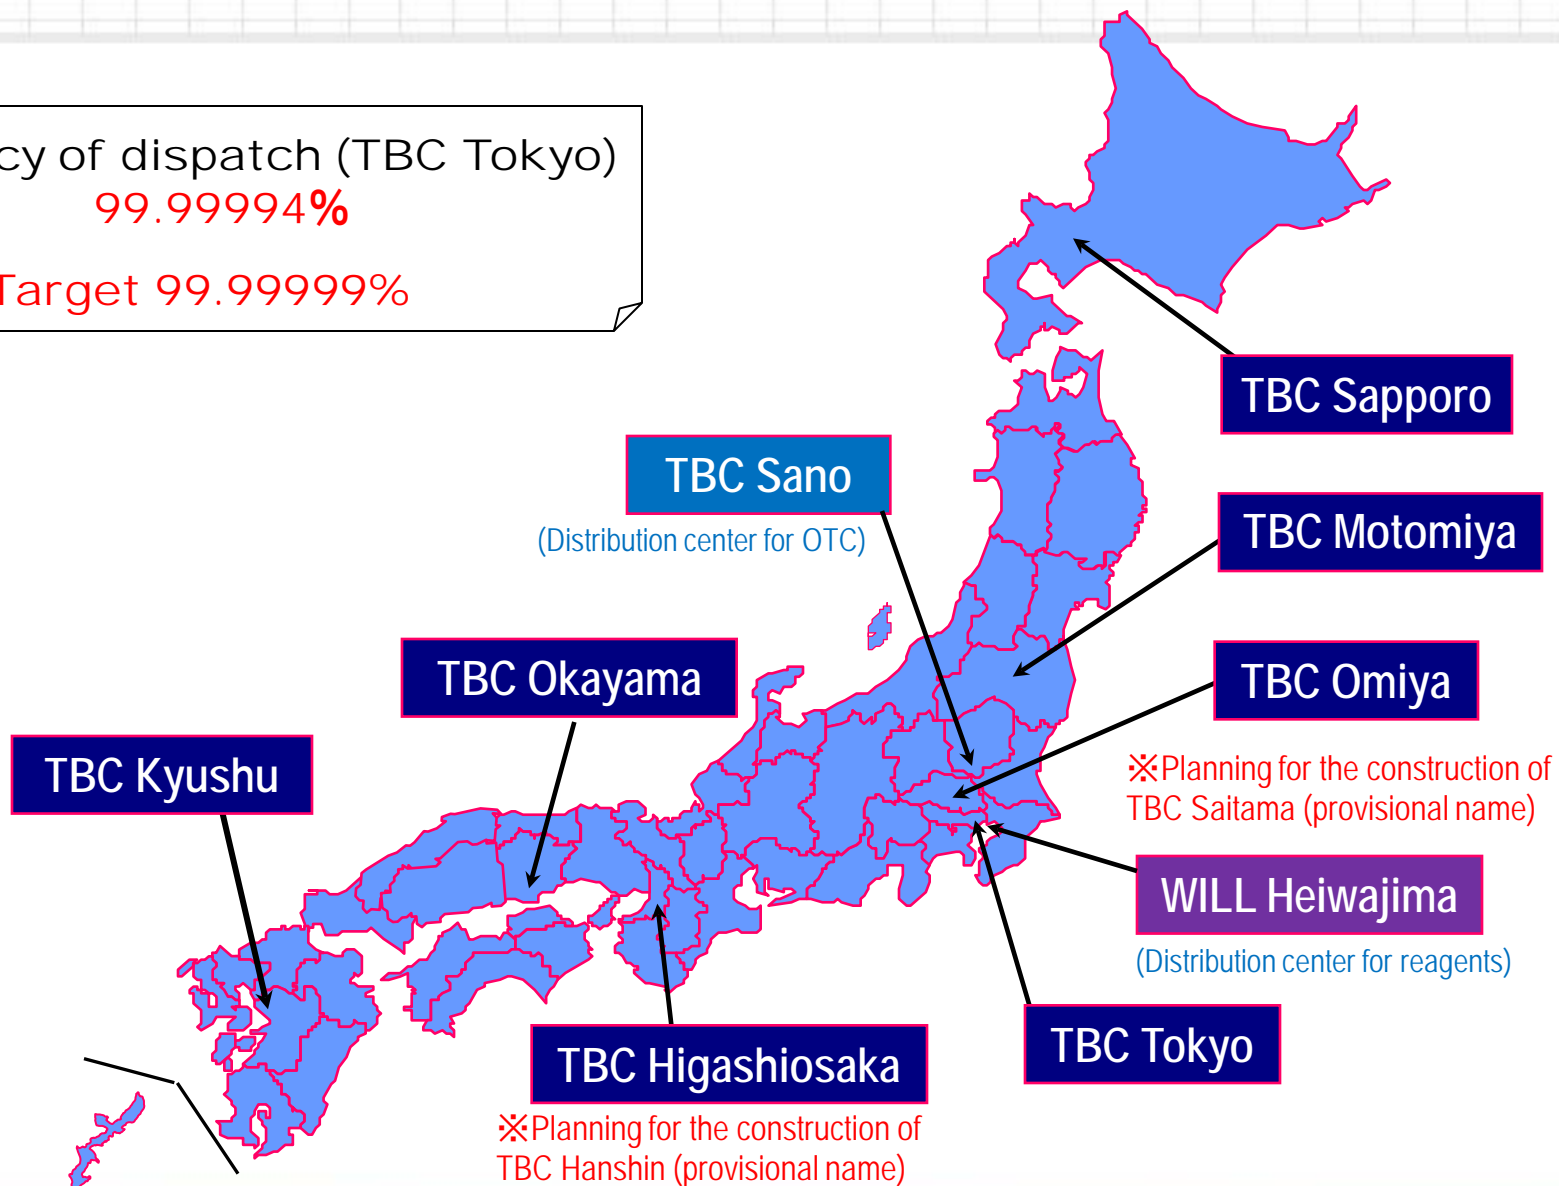 cy of dispatch (TBC Tokyo)
99.99994%
Target 99.99999%
TBC Sapporo
TBC Sano
(Distribution center for OTC)
TBC Motomiya
TBC Okayama
TBC Omiya
※Planning for the construction of
TBC Saitama (provisional name)
TBC Kyushu
WILL Heiwajima
(Distribution center for reagents)
TBC Tokyo
TBC Higashiosaka
※Planning for the construction of
TBC Hanshin (provisional name)